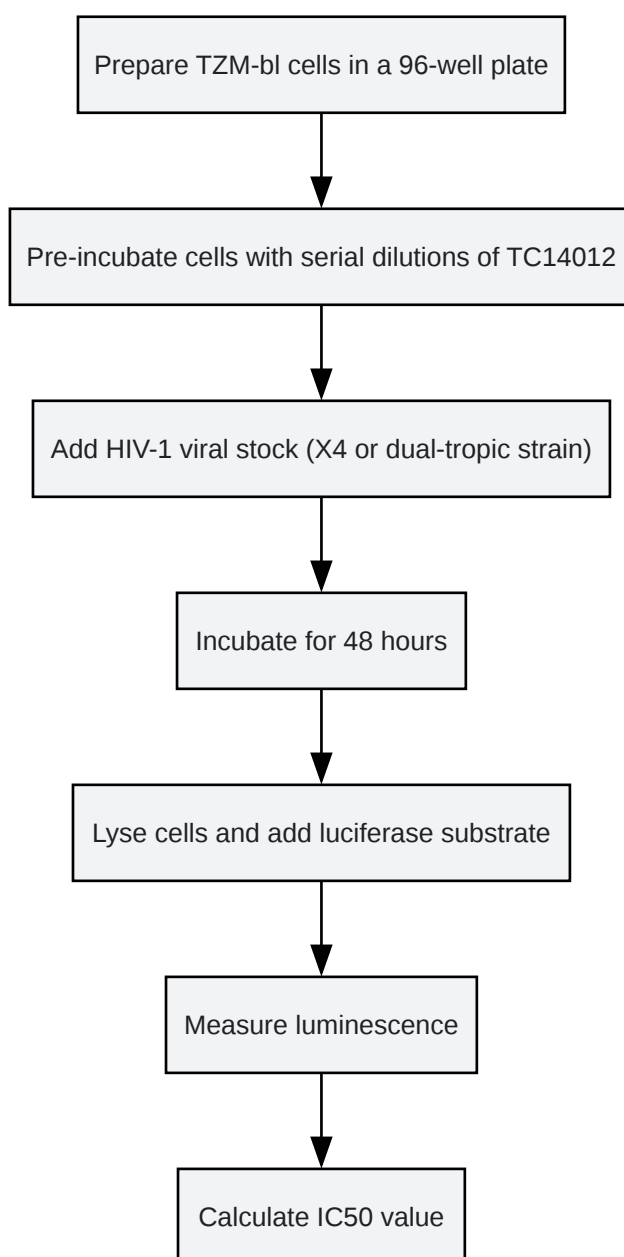 Prepare TZM-bl cells in a 96-well plate
Pre-incubate cells with serial dilutions of TC14012
Add HIV-1 viral stock (X4 or dual-tropic strain)
Incubate for 48 hours
Lyse cells and add luciferase substrate
Measure luminescence
Calculate IC50 value